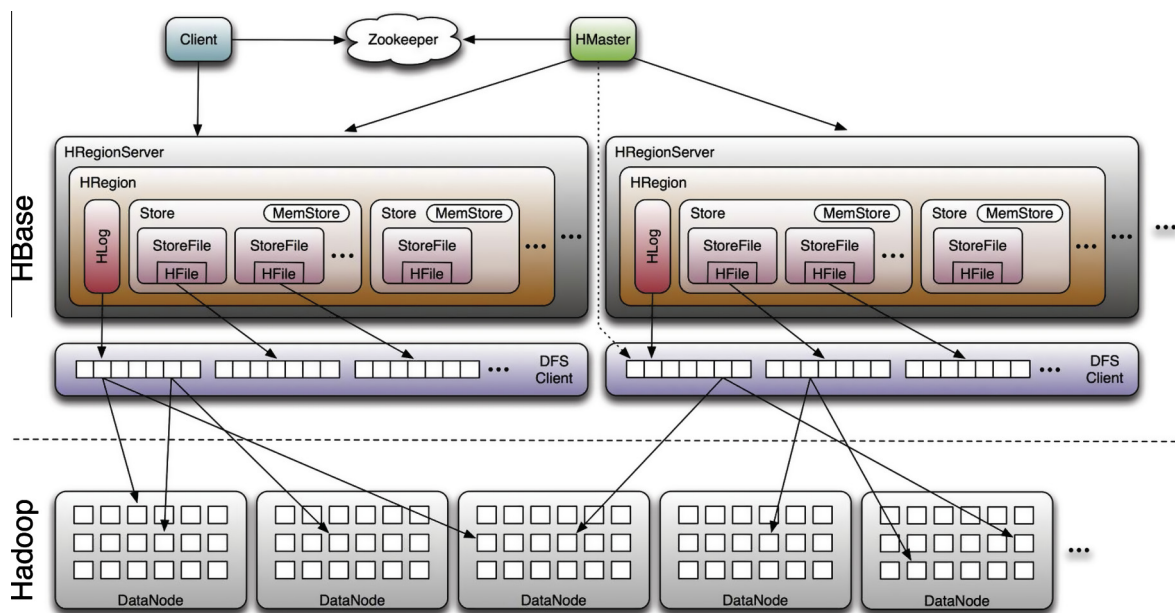 Client
Zookeeper
HMaster
HBase
HRegionServer
HRegionServer
HRegion
HRegion
HLog
Store
MemStore
Store
MemStore
HLog
Store
MemStore
Store
MemStore
StoreFile
StoreFile
...
StoreFile
...
...
StoreFile
StoreFile
...
StoreFile
...
...
...
HFile
HFile
HFile
HFile
HFile
HFile
...
DFS
Client
...
DFS
Client
Hadoop
...
DataNode
DataNode
DataNode
DataNode
DataNode